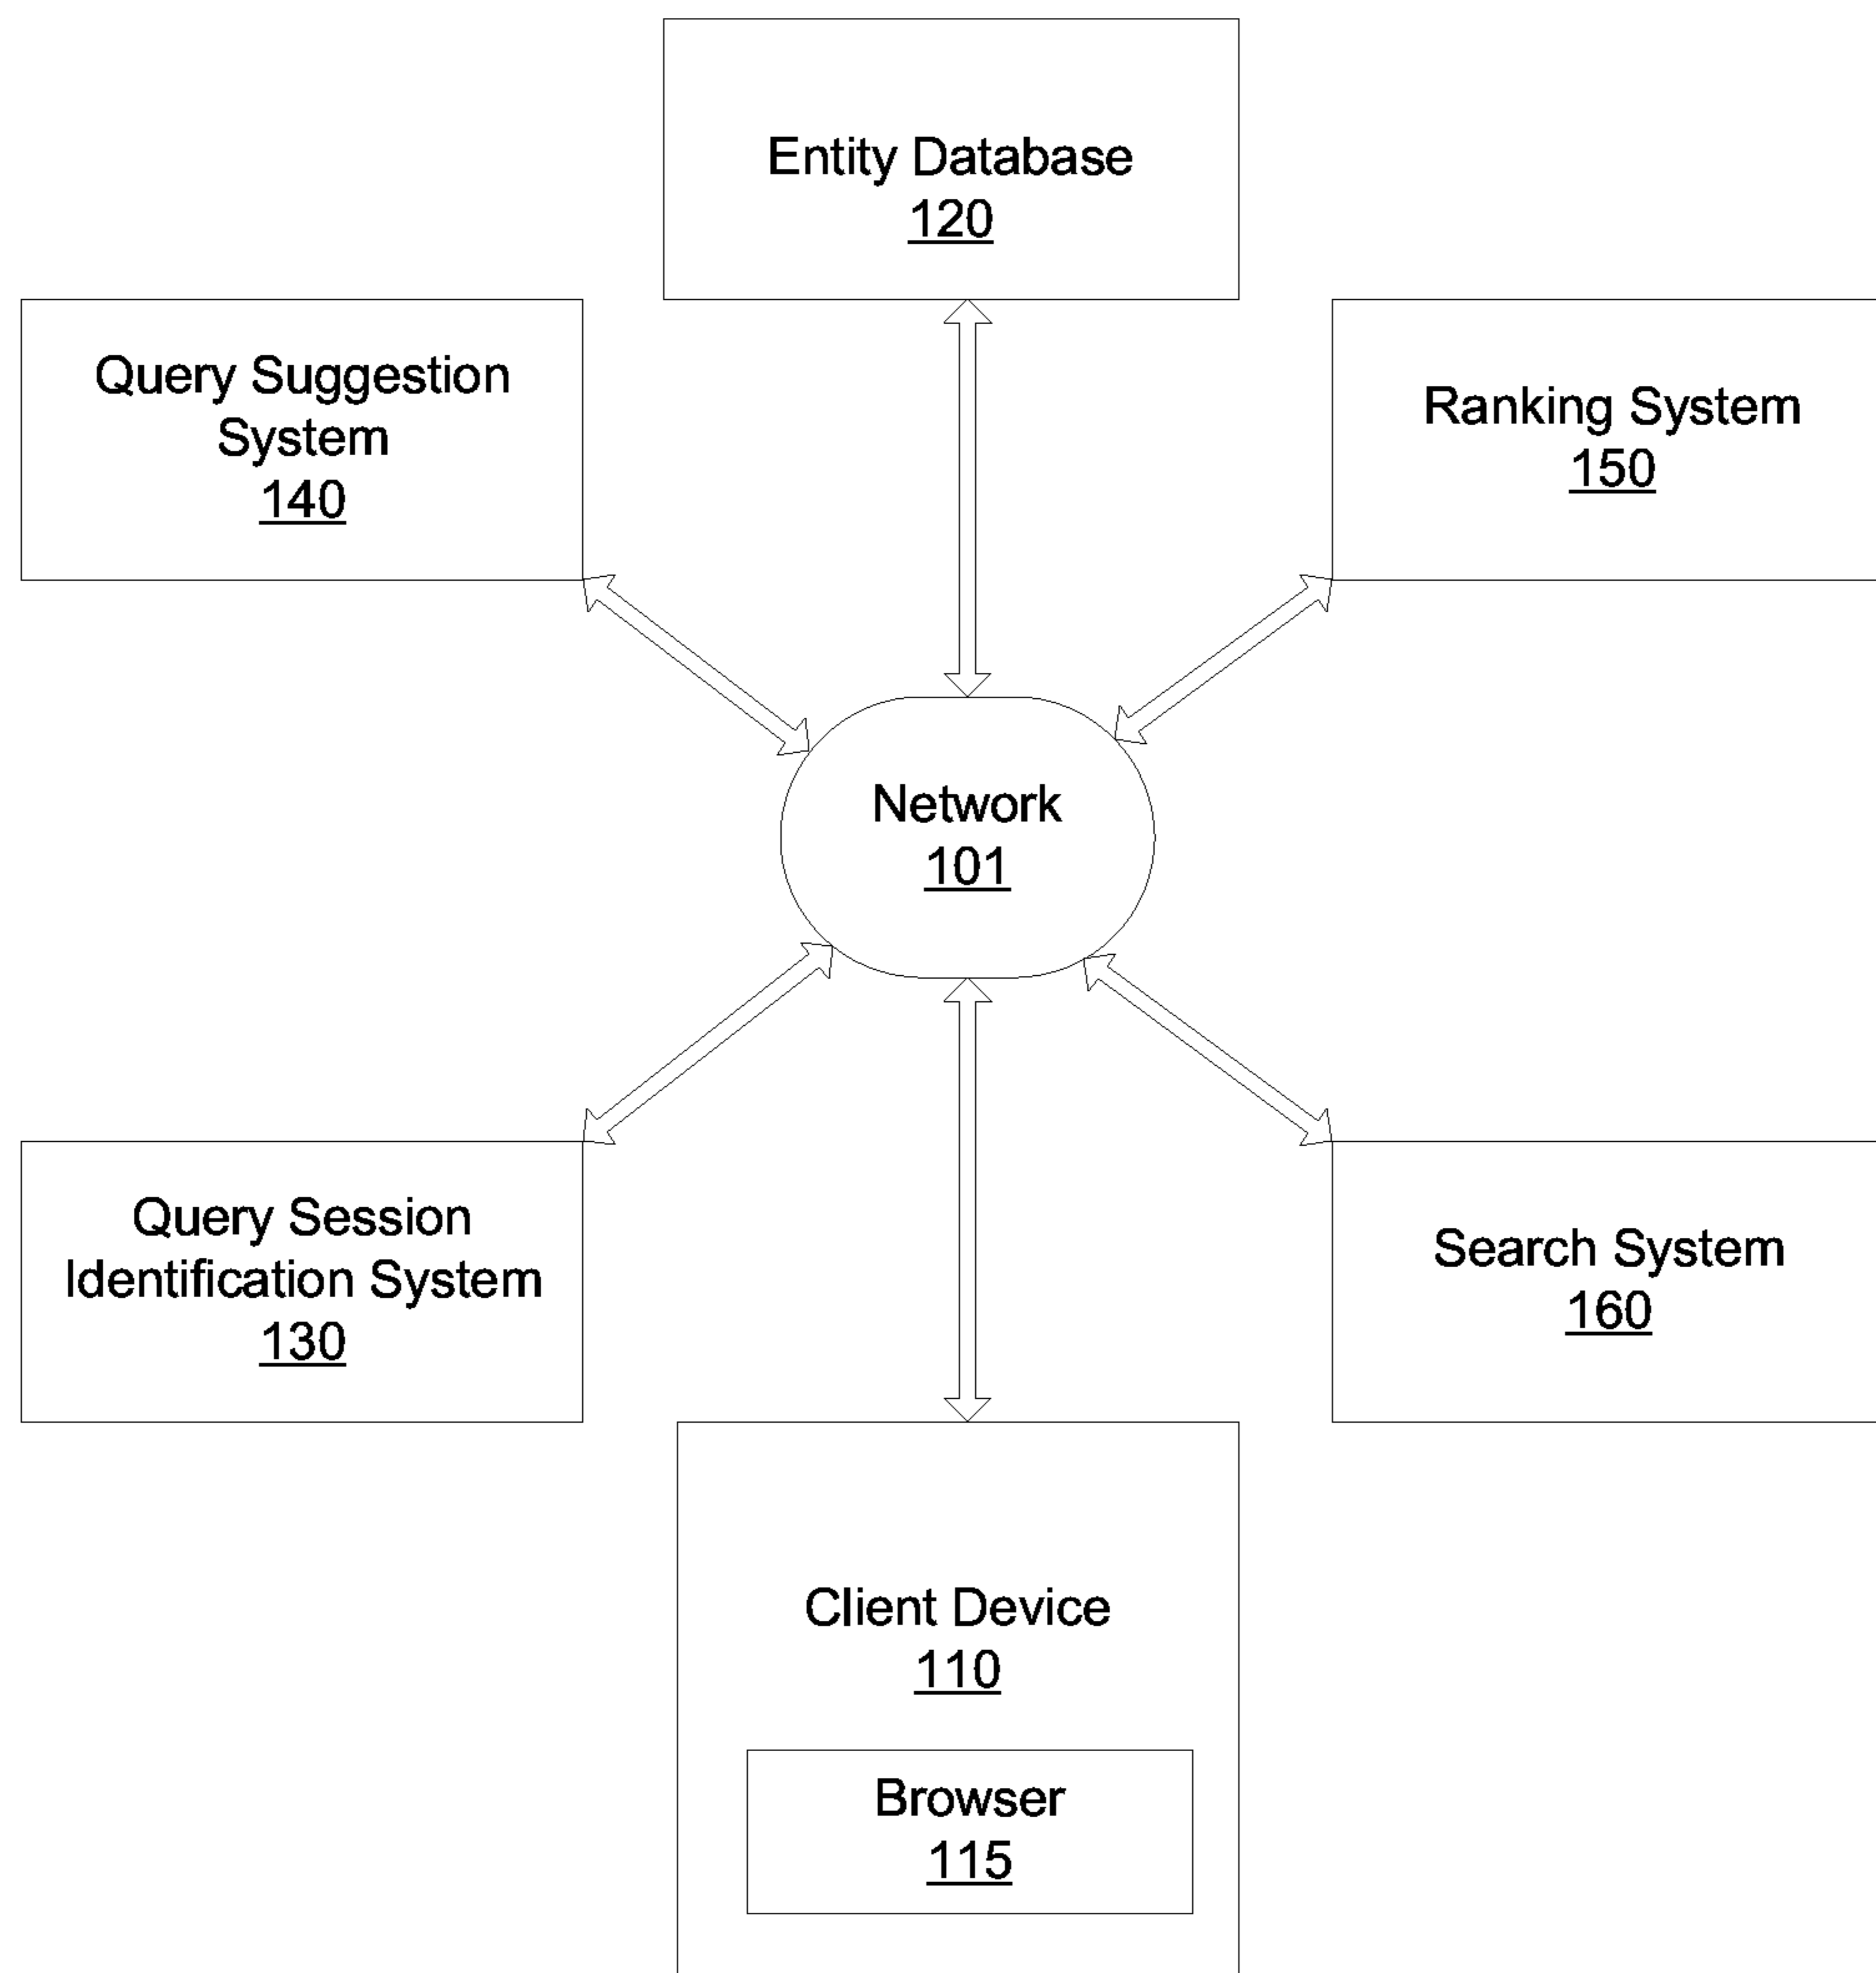 Entity Database
120
Query Suggestion
System
140
Ranking System
150
Network
101
Query Session
Identification System
130
Search System
160
Client Device
110
Browser
115